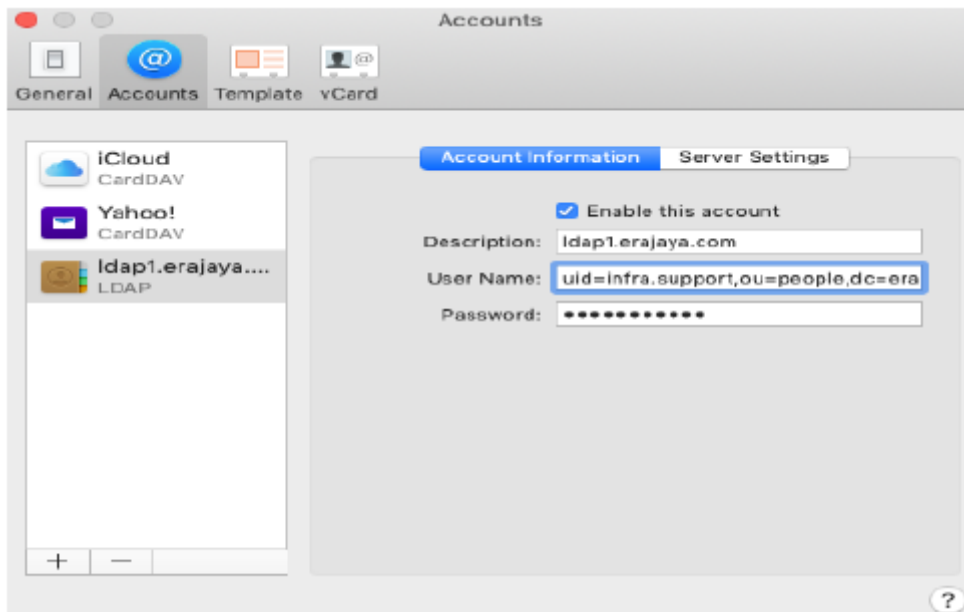 Accounts
General Accounts Template vCard
iCloud
CardDAV
Yahoo!
CardDAV
ldap1.erajaya....
LDAP
Account Information Server Settings
Enable this account
Description: ldap1.erajaya.com
User Name: uid=infra.support,ou=people,dc=era
Password: •••••••••••
+ —
?